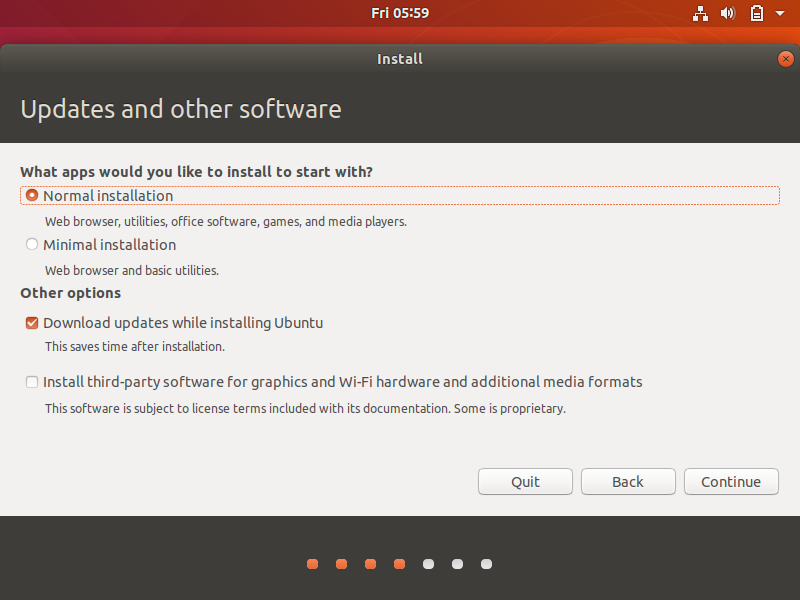 Fri 05:59
Install
Updates and other software
What apps would you like to install to start with?
Normal installation
Web browser, utilities, office software, games, and media players.
Minimal installation
Web browser and basic utilities.
Other options
Download updates while installing Ubuntu
This saves time after installation.
Install third-party software for graphics and Wi-Fi hardware and additional media formats
This software is subject to license terms included with its documentation. Some is proprietary.
Quit Back Continue